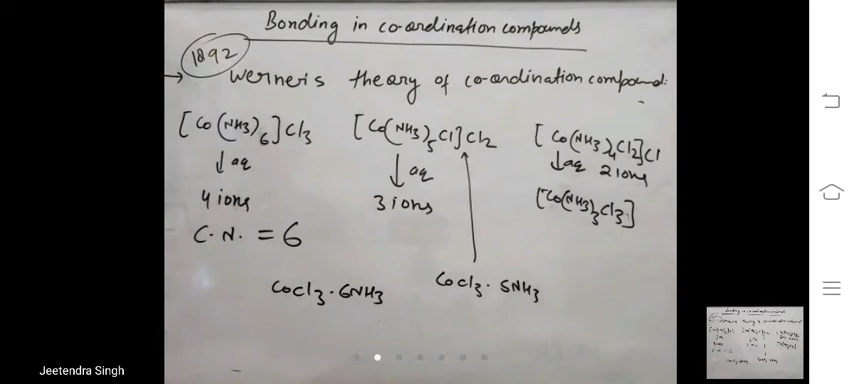 Bonding in co-ordination compounds
1892
→ Werner's theory of co-ordination compound:
[Co(NH3)6]Cl3 [Co(NH3)5Cl]Cl2 [Co(NH3)4Cl2]Cl
↓aq ↓aq ↓aq 2 ions
4 ions 3 ions [Co(NH3)3Cl3]
C.N. = 6
CoCl3·6NH3 CoCl3·5NH3
Jeetendra Singh